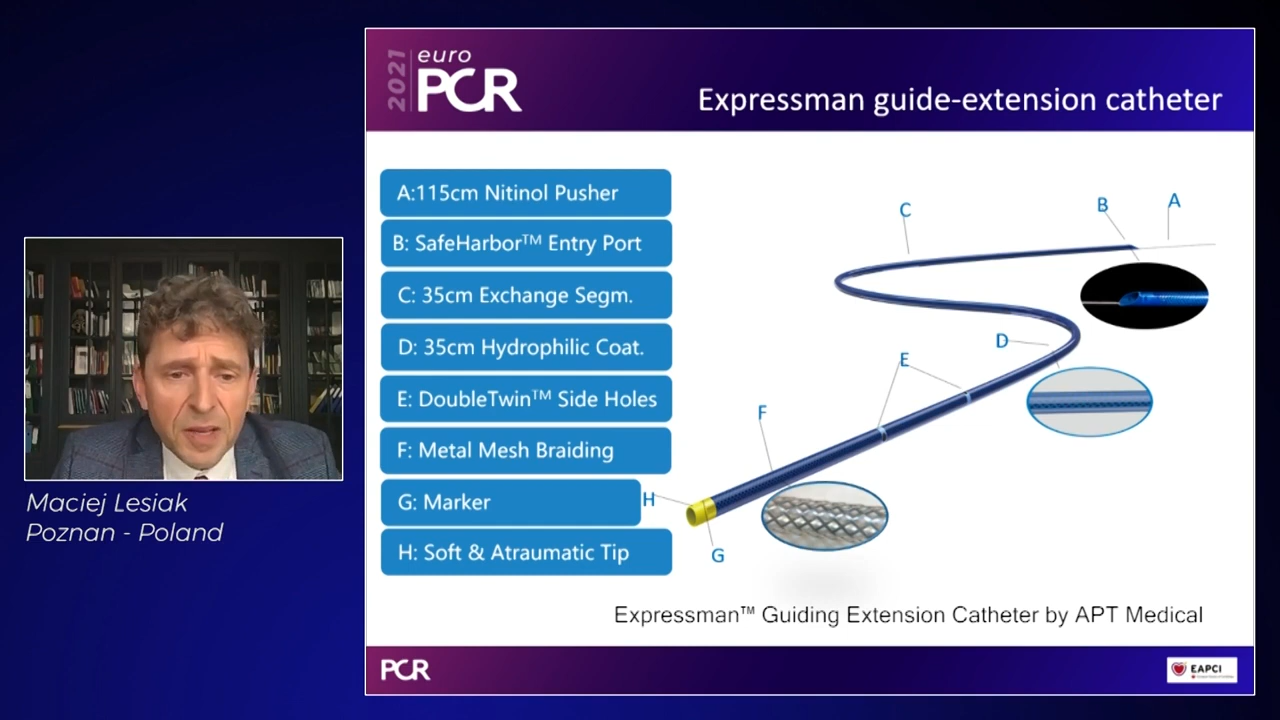 2021
euro
PCR
Expressman guide-extension catheter
A:115cm Nitinol Pusher
B: SafeHarbor™ Entry Port
C: 35cm Exchange Segm.
D: 35cm Hydrophilic Coat.
E: DoubleTwin™ Side Holes
F: Metal Mesh Braiding
G: Marker
H: Soft & Atraumatic Tip
C
B
A
D
E
F
H
G
Expressman™ Guiding Extension Catheter by APT Medical
Maciej Lesiak
Poznan - Poland
PCR
EAPCI